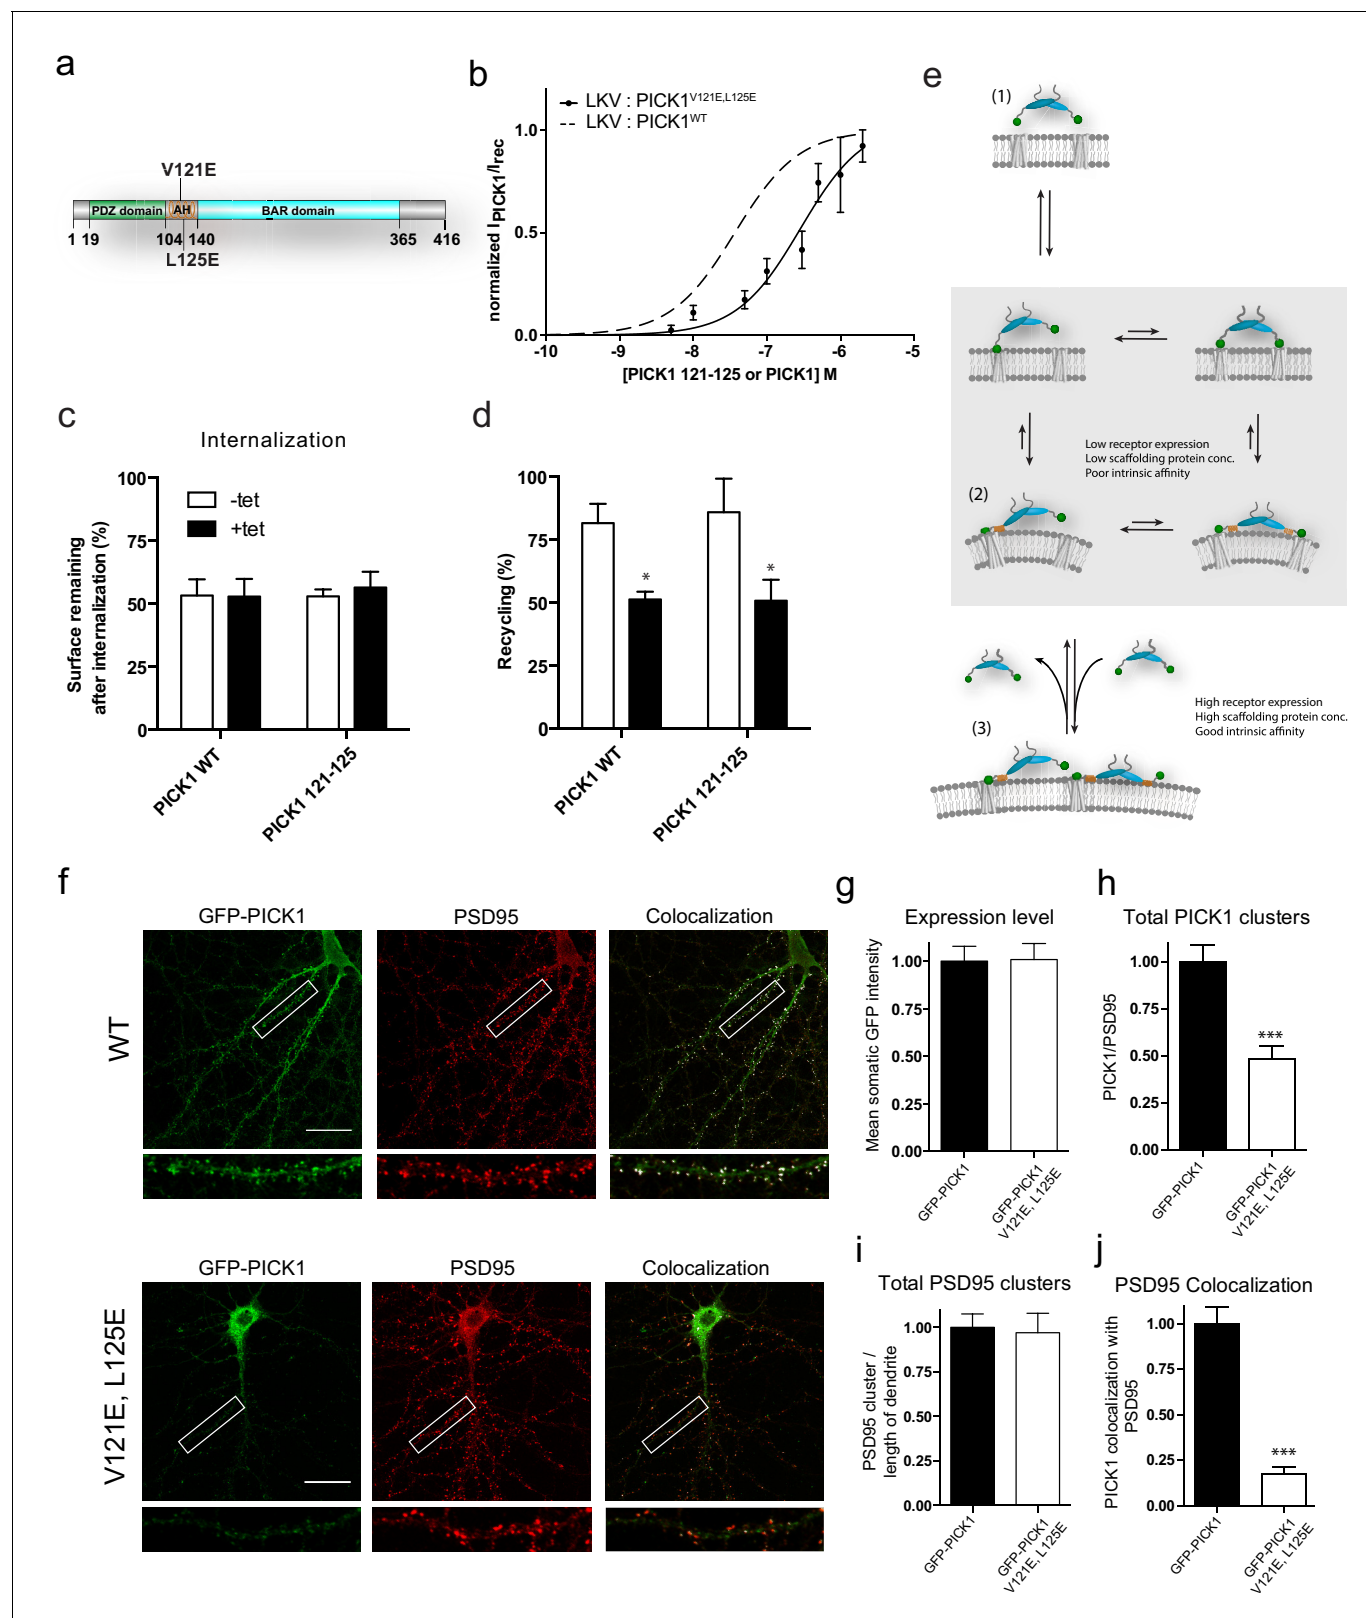 a
V121E
PDZ domain
AH
BAR domain
1 19 104 140 365 416
L125E
b
LKV : PICK1V121E,L125E
LKV : PICK1WT
normalized IPICK1/Irec
1.0
0.5
0.0
-10 -9 -8 -7 -6 -5
[PICK1 121-125 or PICK1] M
c
Internalization
-tet
+tet
Surface remaining
after internalization (%)
100
75
50
25
0
PICK1 WT
PICK1 121-125
d
Recycling (%)
100
75
50
25
0
*
*
PICK1 WT
PICK1 121-125
e
(1)
Low receptor expression
Low scaffolding protein conc.
Poor intrinsic affinity
(2)
High receptor expression
High scaffolding protein conc.
Good intrinsic affinity
(3)
f
GFP-PICK1
PSD95
Colocalization
WT
GFP-PICK1
PSD95
Colocalization
V121E, L125E
g
Expression level
Mean somatic GFP intensity
1.00
0.75
0.50
0.25
0.00
GFP-PICK1
GFP-PICK1
V121E, L125E
h
Total PICK1 clusters
PICK1/PSD95
1.00
0.75
0.50
0.25
0.00
***
GFP-PICK1
GFP-PICK1
V121E, L125E
i
Total PSD95 clusters
PSD95 cluster /
length of dendrite
1.00
0.75
0.50
0.25
0.00
GFP-PICK1
GFP-PICK1
V121E, L125E
j
PSD95 Colocalization
PICK1 colocalization with
PSD95
1.00
0.75
0.50
0.25
0.00
***
GFP-PICK1
GFP-PICK1
V121E, L125E